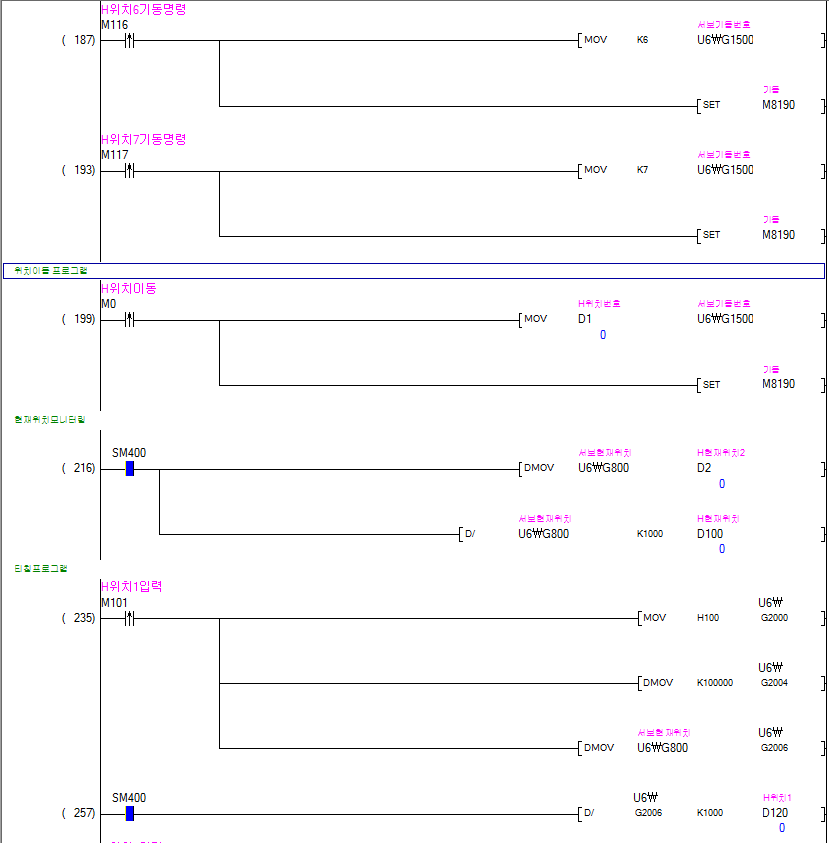 H위치6기동명령
M116
서보기동번호
( 187) MOV K6 U6₩G1500
기동
SET M8190
H위치7기동명령
M117
서보기동번호
( 193) MOV K7 U6₩G1500
기동
SET M8190
위치이동 프로그램
H위치이동
M0
H위치번호 서보기동번호
( 199) MOV D1 U6₩G1500
0
기동
SET M8190
현재위치모니터링
SM400
서보현재위치 H현재위치2
( 216) DMOV U6₩G800 D2
0
서보현재위치 H현재위치
D/ U6₩G800 K1000 D100
0
티칭프로그램
H위치1입력
M101
U6₩
( 235) MOV H100 G2000
U6₩
DMOV K100000 G2004
서보현재위치 U6₩
DMOV U6₩G800 G2006
SM400
U6₩ H위치1
( 257) D/ G2006 K1000 D120
0